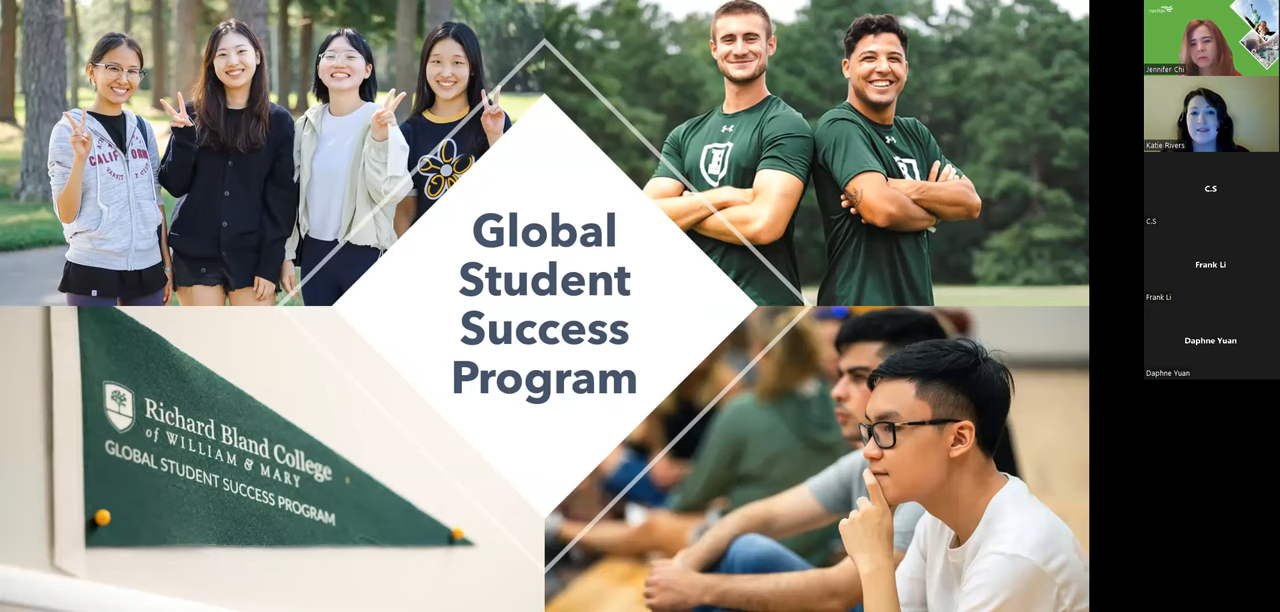 CALIFORNIA
Global
Student
Success
Program
Richard Bland College
of WILLIAM & MARY
GLOBAL STUDENT SUCCESS PROGRAM
Jennifer Chi
Katie Rivers
C.S
C.S
Frank Li
Frank Li
Daphne Yuan
Daphne Yuan